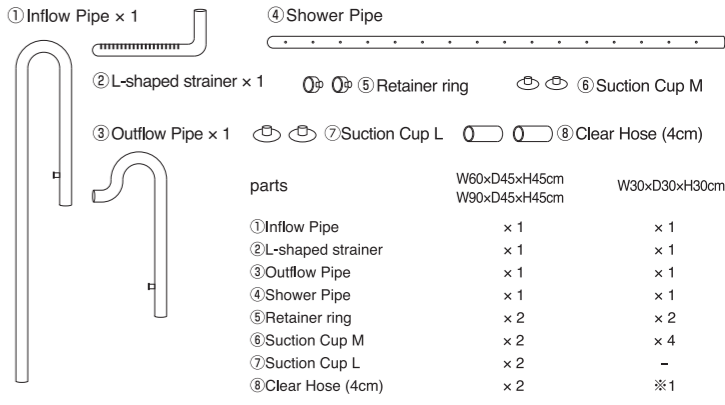 ①Inflow Pipe × 1
④Shower Pipe
②L-shaped strainer × 1
⑤Retainer ring
⑥Suction Cup M
③Outflow Pipe × 1
⑦Suction Cup L
⑧Clear Hose (4cm)
parts W60×D45×H45cm W90×D45×H45cm W30×D30×H30cm
①Inflow Pipe × 1 × 1
②L-shaped strainer × 1 × 1
③Outflow Pipe × 1 × 1
④Shower Pipe × 1 × 1
⑤Retainer ring × 2 × 2
⑥Suction Cup M × 2 × 4
⑦Suction Cup L × 2 –
⑧Clear Hose (4cm) × 2 ※1